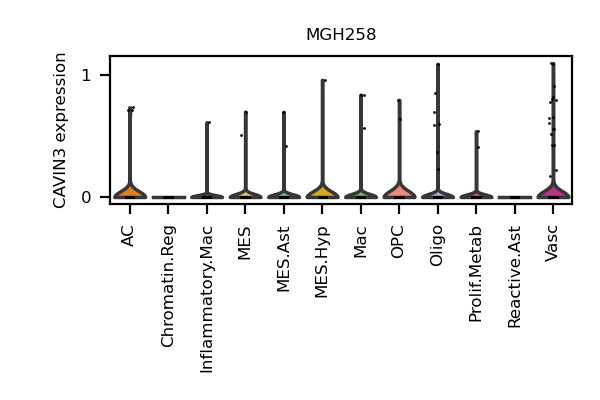 MGH258
CAVIN3 expression
1
0
AC
Chromatin.Reg
Inflammatory.Mac
MES
MES.Ast
MES.Hyp
Mac
OPC
Oligo
Prolif.Metab
Reactive.Ast
Vasc